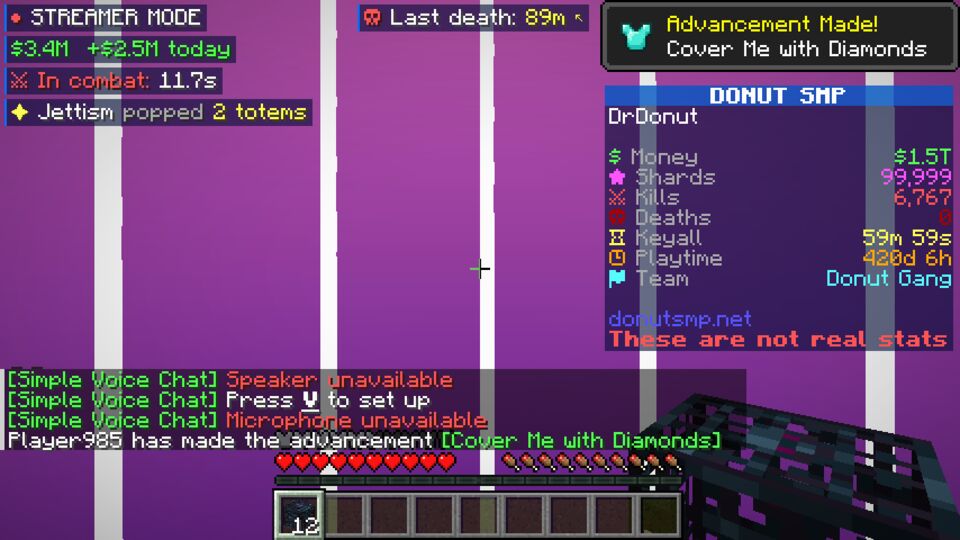 STREAMER MODE
$3.4M +$2.5M today
In combat: 11.7s
Jettism popped 2 totems
Last death: 89m
Advancement Made!
Cover Me with Diamonds
DONUT SMP
DrDonut
$ Money $1.5T
Shards 99,999
Kills 6,767
Deaths 0
Keyall 59m 59s
Playtime 420d 6h
Team Donut Gang
donutsmp.net
These are not real stats
[Simple Voice Chat] Speaker unavailable
[Simple Voice Chat] Press V to set up
[Simple Voice Chat] Microphone unavailable
Player985 has made the advancement [Cover Me with Diamonds]
12